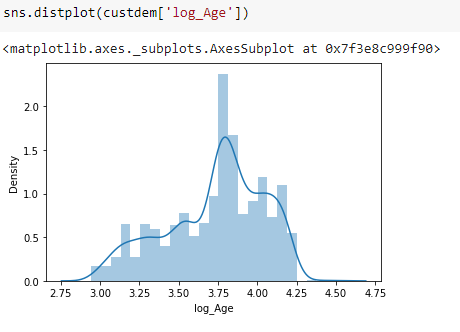 sns.distplot(custdem['log_Age'])
<matplotlib.axes._subplots.AxesSubplot at 0x7f3e8c999f90>
2.0
1.5
1.0
0.5
0.0
Density
2.75 3.00 3.25 3.50 3.75 4.00 4.25 4.50 4.75
log_Age